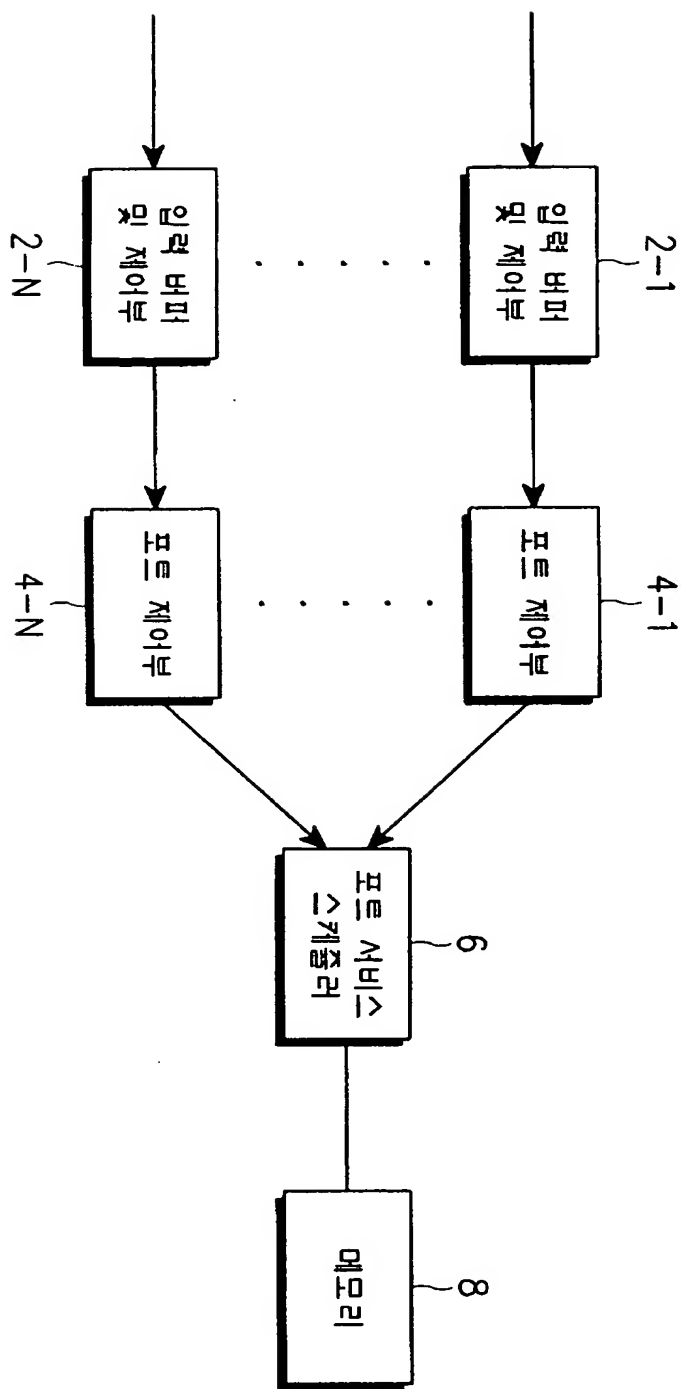 2-1
입력 버퍼
및 제어부
4-1
포트 제어부
2-N
입력 버퍼
및 제어부
4-N
포트 제어부
6
포트 서비스
스케줄러
8
메모리